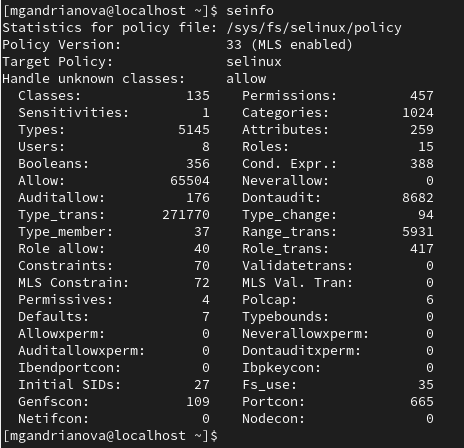 [mgandrianova@localhost ~]$ seinfo
Statistics for policy file: /sys/fs/selinux/policy
Policy Version:             33 (MLS enabled)
Target Policy:              selinux
Handle unknown classes:     allow
  Classes:             135    Permissions:         457
  Sensitivities:         1    Categories:         1024
  Types:              5145    Attributes:          259
  Users:                 8    Roles:                15
  Booleans:            356    Cond. Expr.:         388
  Allow:             65504    Neverallow:            0
  Auditallow:          176    Dontaudit:          8682
  Type_trans:       271770    Type_change:          94
  Type_member:          37    Range_trans:        5931
  Role allow:           40    Role_trans:          417
  Constraints:          70    Validatetrans:         0
  MLS Constrain:        72    MLS Val. Tran:         0
  Permissives:           4    Polcap:                6
  Defaults:              7    Typebounds:            0
  Allowxperm:            0    Neverallowxperm:       0
  Auditallowxperm:       0    Dontauditxperm:        0
  Ibendportcon:          0    Ibpkeycon:             0
  Initial SIDs:         27    Fs_use:               35
  Genfscon:            109    Portcon:             665
  Netifcon:              0    Nodecon:               0
[mgandrianova@localhost ~]$